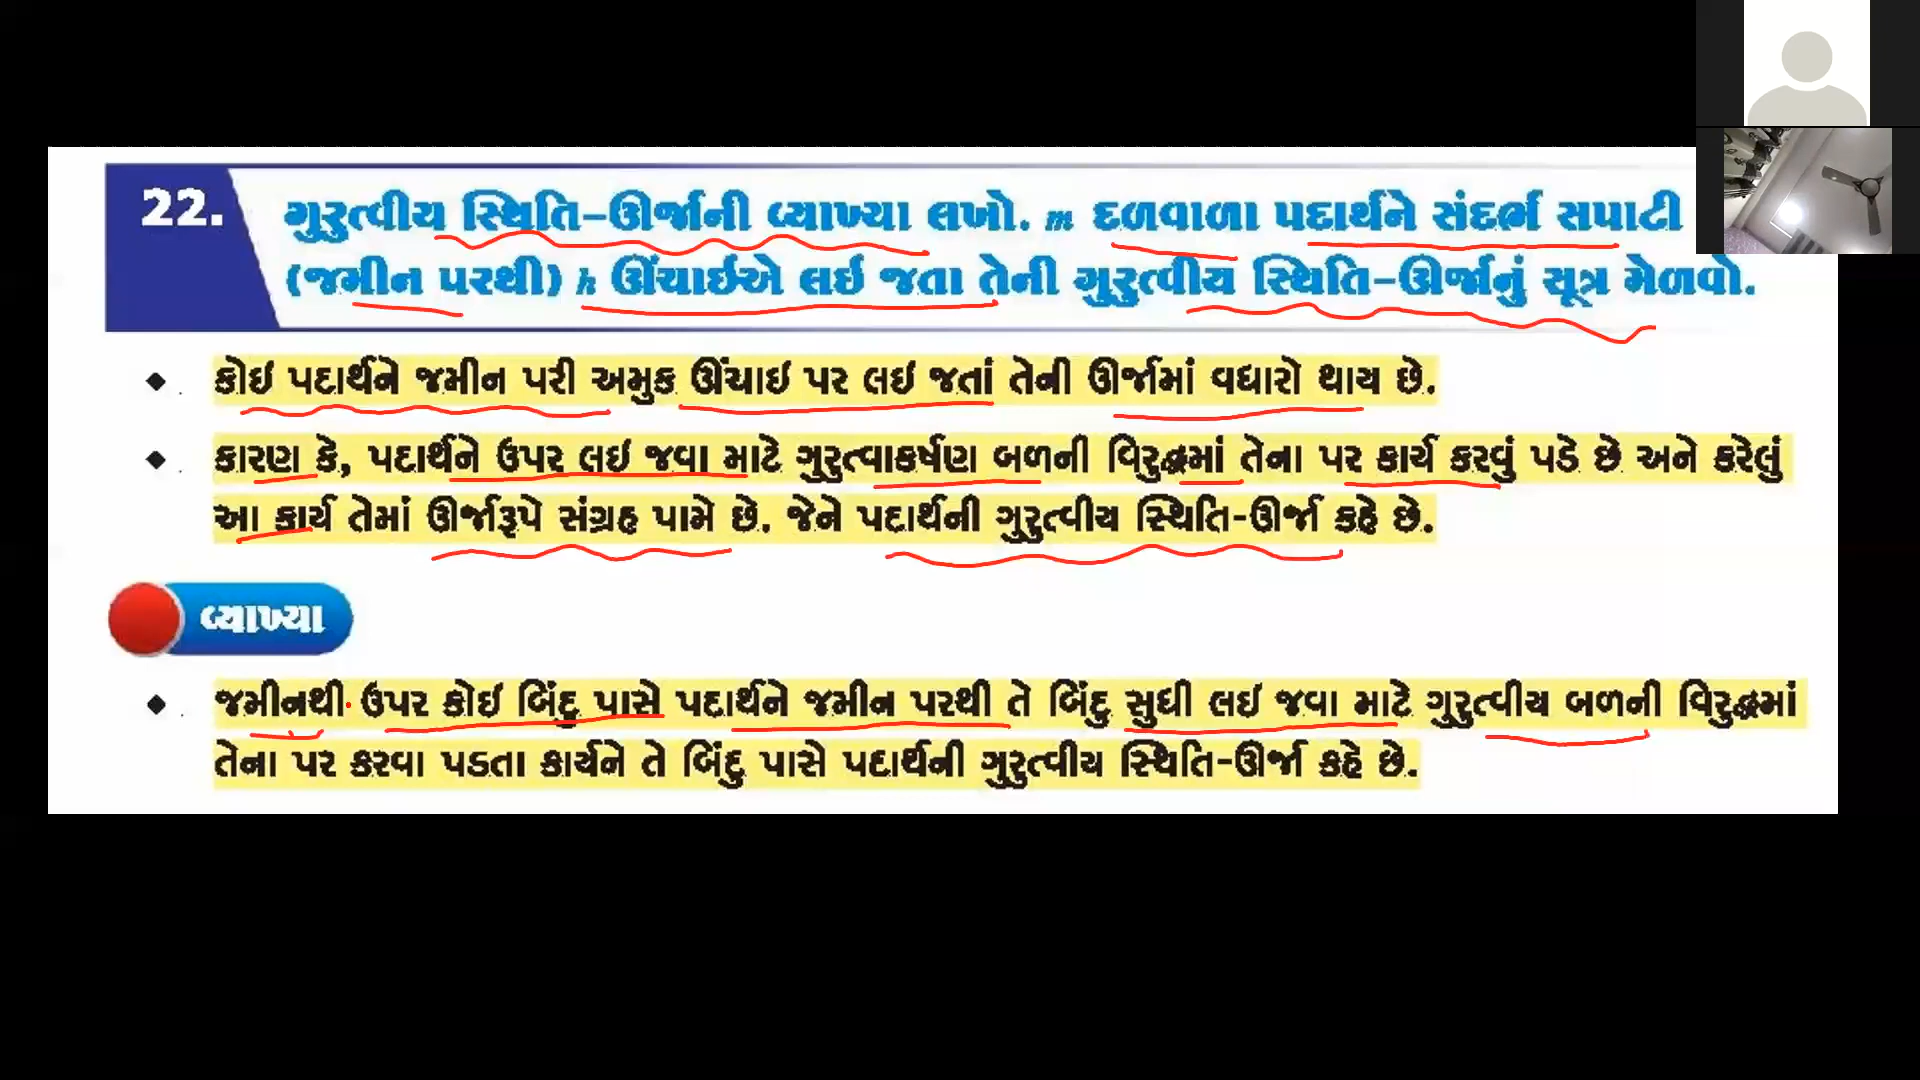 22. ગુરુત્વીય સ્થિતિ-ઊર્જાની વ્યાખ્યા લખો. m દળવાળા પદાર્થને સંદર્ભ સપાટી
(જમીન પરથી) h ઊંચાઈએ લઈ જતા તેની ગુરુત્વીય સ્થિતિ-ઊર્જાનું સૂત્ર મેળવો.
કોઈ પદાર્થને જમીન પરી અમુક ઊંચાઈ પર લઈ જતાં તેની ઊર્જામાં વધારો થાય છે.
કારણ કે, પદાર્થને ઉપર લઈ જવા માટે ગુરુત્વાકર્ષણ બળની વિરુદ્ધમાં તેના પર કાર્ય કરવું પડે છે અને કરેલું
આ કાર્ય તેમાં ઊર્જારૂપે સંગ્રહ પામે છે. જેને પદાર્થની ગુરુત્વીય સ્થિતિ-ઊર્જા કહે છે.
વ્યાખ્યા
જમીનથી ઉપર કોઈ બિંદુ પાસે પદાર્થને જમીન પરથી તે બિંદુ સુધી લઈ જવા માટે ગુરુત્વીય બળની વિરુદ્ધમાં
તેના પર કરવા પડતા કાર્યને તે બિંદુ પાસે પદાર્થની ગુરુત્વીય સ્થિતિ-ઊર્જા કહે છે.